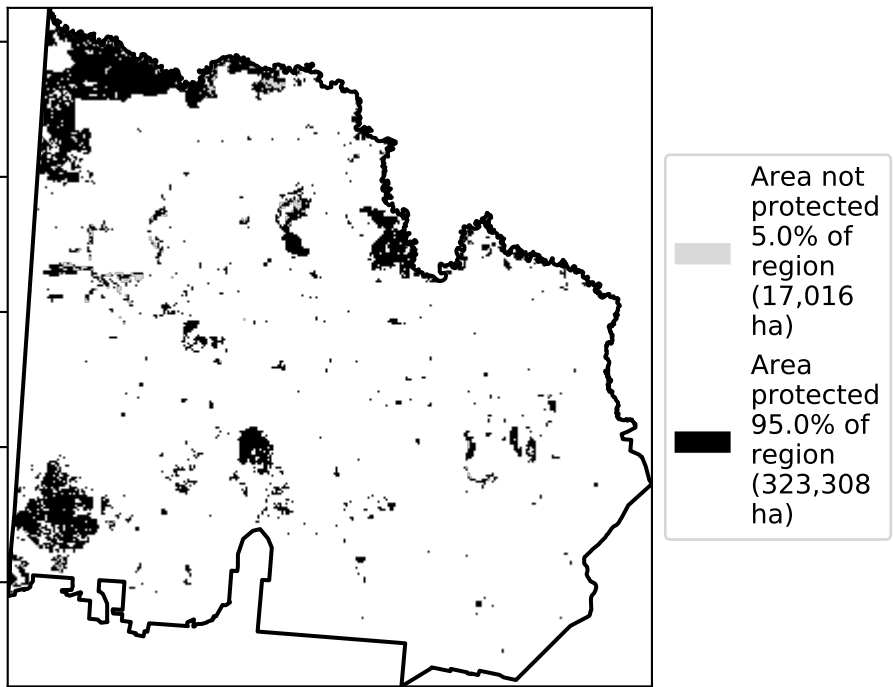 Area not
protected
5.0% of
region
(17,016
ha)
Area
protected
95.0% of
region
(323,308
ha)